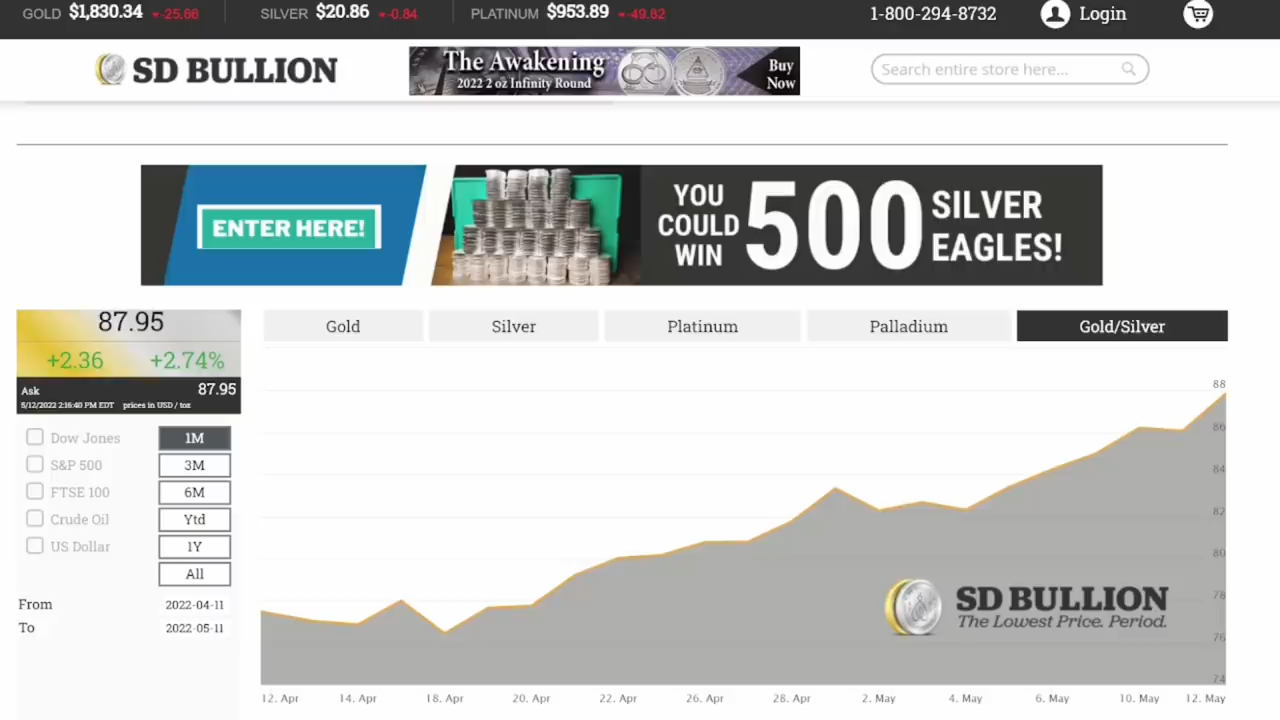 GOLD $1,830.34 -25.66 SILVER $20.86 -0.84 PLATINUM $953.89 -49.82 1-800-294-8732 Login
SD BULLION
The Awakening
2022 2 oz Infinity Round
Buy
Now
Search entire store here...
ENTER HERE!
YOU
COULD
WIN
500
SILVER
EAGLES!
87.95
+2.36 +2.74%
Ask 87.95
5/12/2022 2:16:40 PM EDT prices in USD / toz
Gold Silver Platinum Palladium Gold/Silver
Dow Jones 1M
S&P 500 3M
FTSE 100 6M
Crude Oil Ytd
US Dollar 1Y
All
From 2022-04-11
To 2022-05-11
88
86
84
82
80
78
76
74
SD BULLION
The Lowest Price. Period.
12. Apr 14. Apr 18. Apr 20. Apr 22. Apr 26. Apr 28. Apr 2. May 4. May 6. May 10. May 12. May